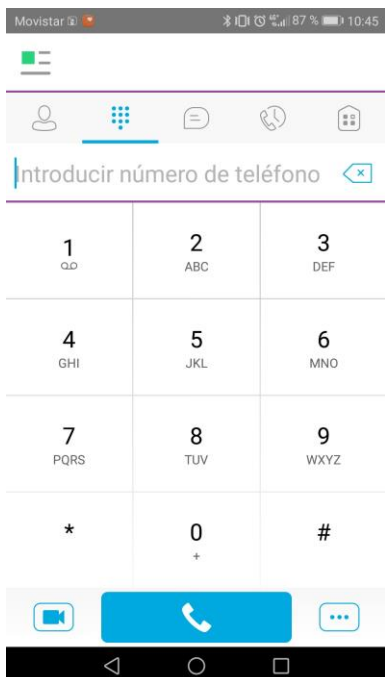 Movistar 87 % 10:45
Introducir número de teléfono
1 2 3
ABC DEF
4 5 6
GHI JKL MNO
7 8 9
PQRS TUV WXYZ
* 0 #
+